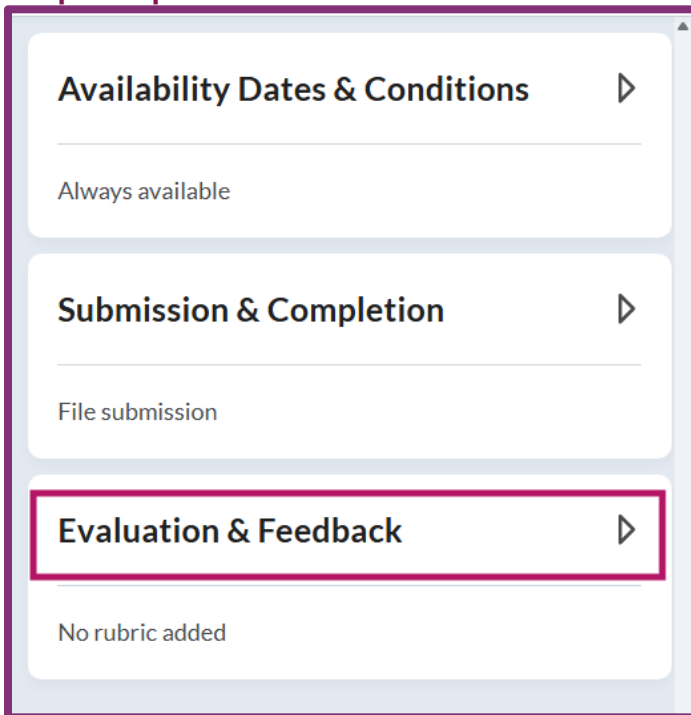 Availability Dates & Conditions
Always available
Submission & Completion
File submission
Evaluation & Feedback
No rubric added